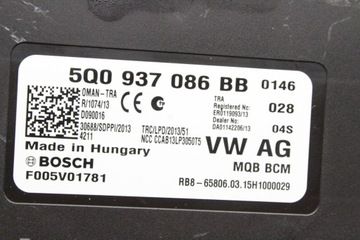 5Q0 937 086 BB 0146
OMAN - TRA
R/1074/13
D090016
30688/SDPPI/2013
4211
CE
TRC/LPD/2013/51
NCC CCAB13LP3050T5
TRA
Registered No:
ER0119093/13
Dealer No:
DA01142206/13
028
04S
Made in Hungary
BOSCH
F005V01781
VW AG
MQB BCM
RB8-65806.03.15H1000029